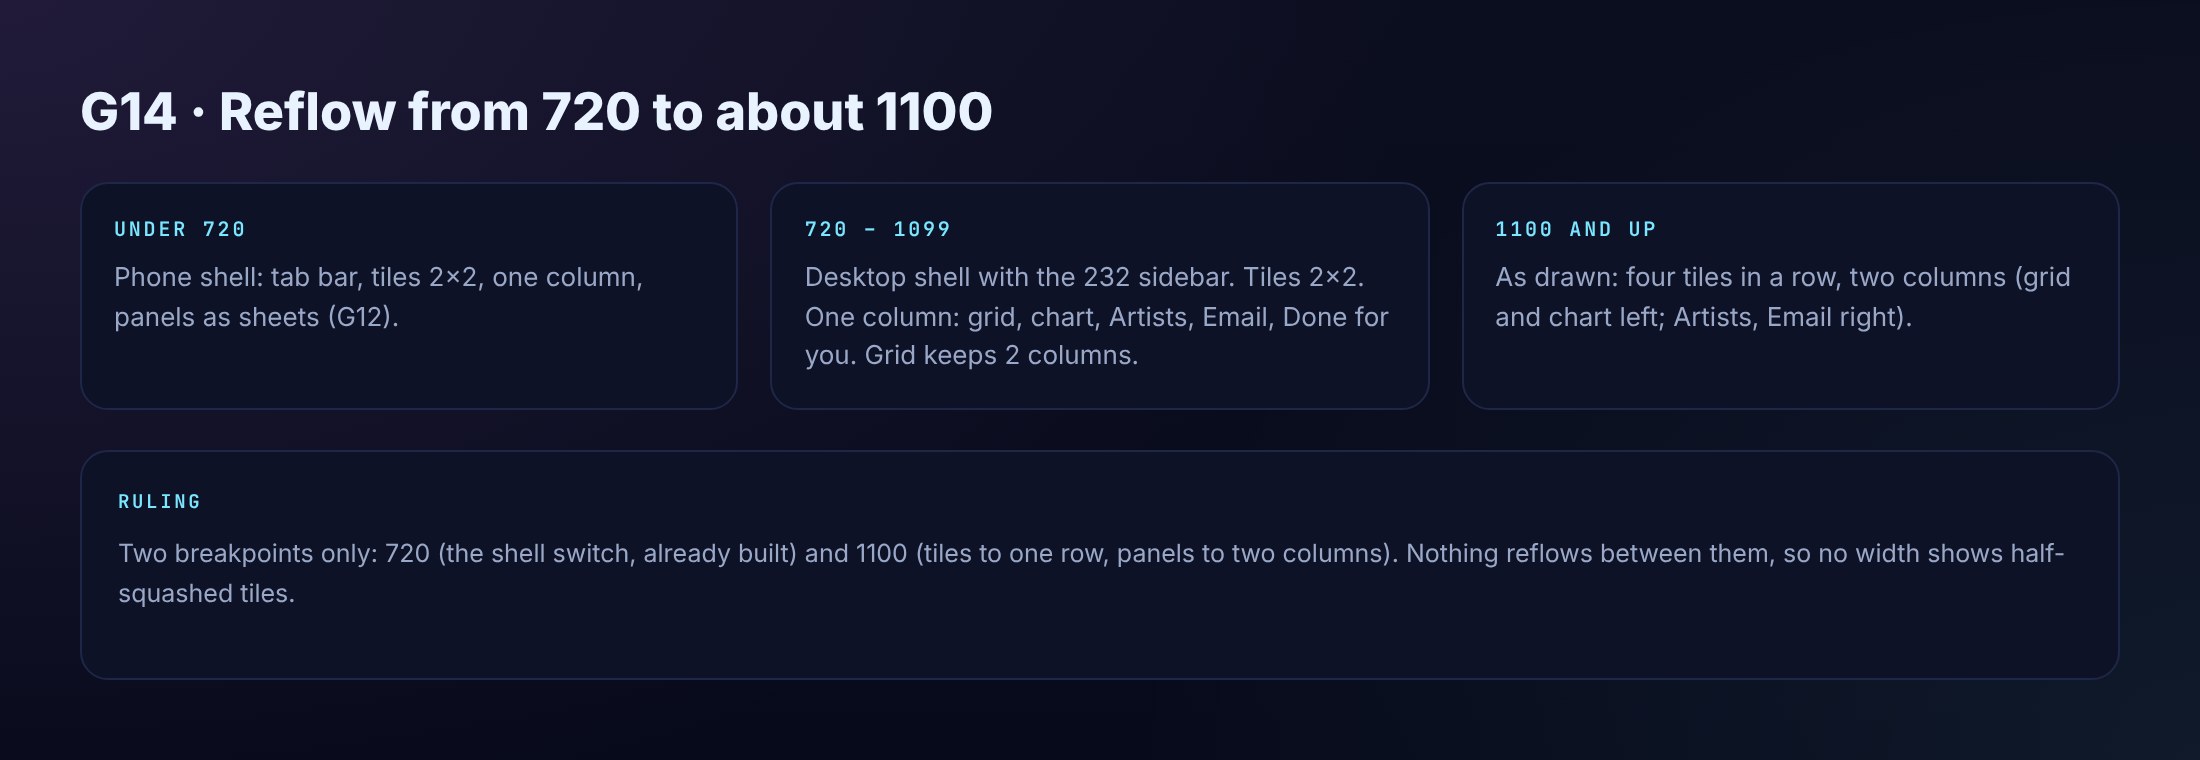 G14 · Reflow from 720 to about 1100
UNDER 720
Phone shell: tab bar, tiles 2×2, one column,
panels as sheets (G12).
720 – 1099
Desktop shell with the 232 sidebar. Tiles 2×2.
One column: grid, chart, Artists, Email, Done for
you. Grid keeps 2 columns.
1100 AND UP
As drawn: four tiles in a row, two columns (grid
and chart left; Artists, Email right).
RULING
Two breakpoints only: 720 (the shell switch, already built) and 1100 (tiles to one row, panels to two columns). Nothing reflows between them, so no width shows half-
squashed tiles.